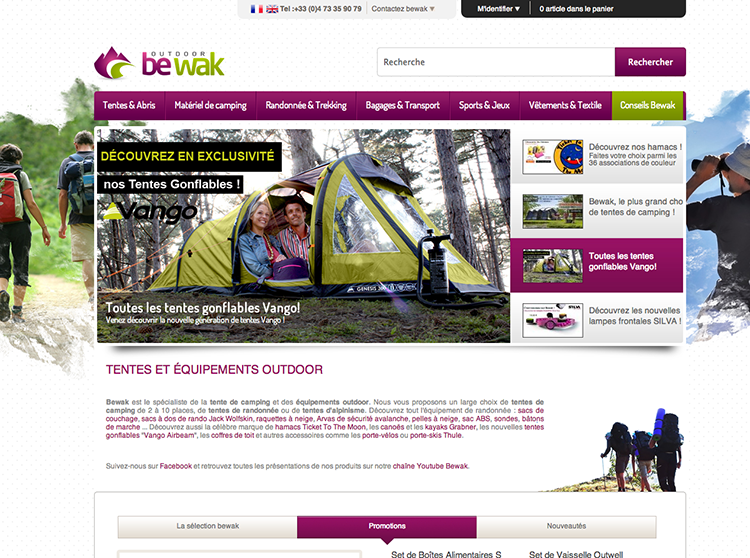 Tel :+33 (0)4 73 35 90 79
Contactez bewak
M'identifier
0 article dans le panier
OUTDOOR
bewak
Recherche
Rechercher
Tentes & Abris
Matériel de camping
Randonnée & Trekking
Bagages & Transport
Sports & Jeux
Vêtements & Textile
Conseils Bewak
DÉCOUVREZ EN EXCLUSIVITÉ
nos Tentes Gonflables !
Vango
GENESIS 300
Toutes les tentes gonflables Vango!
Venez découvrir la nouvelle génération de tentes Vango !
Découvrez nos hamacs !
Faites votre choix parmi les
36 associations de couleur
Bewak, le plus grand cho
de tentes de camping !
Toutes les tentes
gonflables Vango!
SILVA
Découvrez les nouvelles
lampes frontales SILVA !
TENTES ET ÉQUIPEMENTS OUTDOOR
Bewak est le spécialiste de la tente de camping et des équipements outdoor. Nous vous proposons un large choix de tentes de
camping de 2 à 10 places, de tentes de randonnée ou de tentes d'alpinisme. Découvrez tout l'équipement de randonnée : sacs de
couchage, sacs à dos de rando Jack Wolfskin, raquettes à neige, Arvas de sécurité avalanche, pelles à neige, sac ABS, sondes, bâtons
de marche ... Découvrez aussi la célèbre marque de hamacs Ticket To The Moon, les canoés et les kayaks Grabner, les nouvelles tentes
gonflables "Vango Airbeam", les coffres de toit et autres accessoires comme les porte-vélos ou porte-skis Thule.
Suivez-nous sur Facebook et retrouvez toutes les présentations de nos produits sur notre chaîne Youtube Bewak.
La sélection bewak
Promotions
Nouveautés
Set de Boîtes Alimentaires S
Set de Vaisselle Outwell